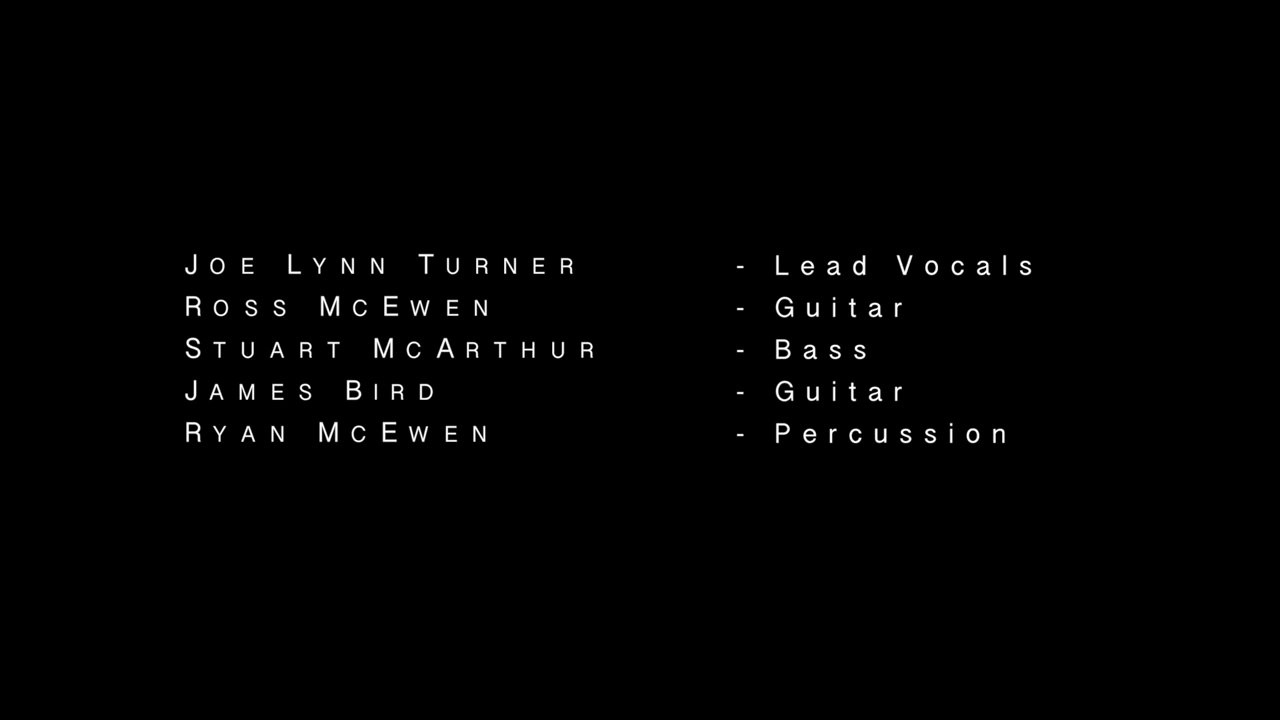 Joe Lynn Turner - Lead Vocals
Ross McEwen - Guitar
Stuart McArthur - Bass
James Bird - Guitar
Ryan McEwen - Percussion